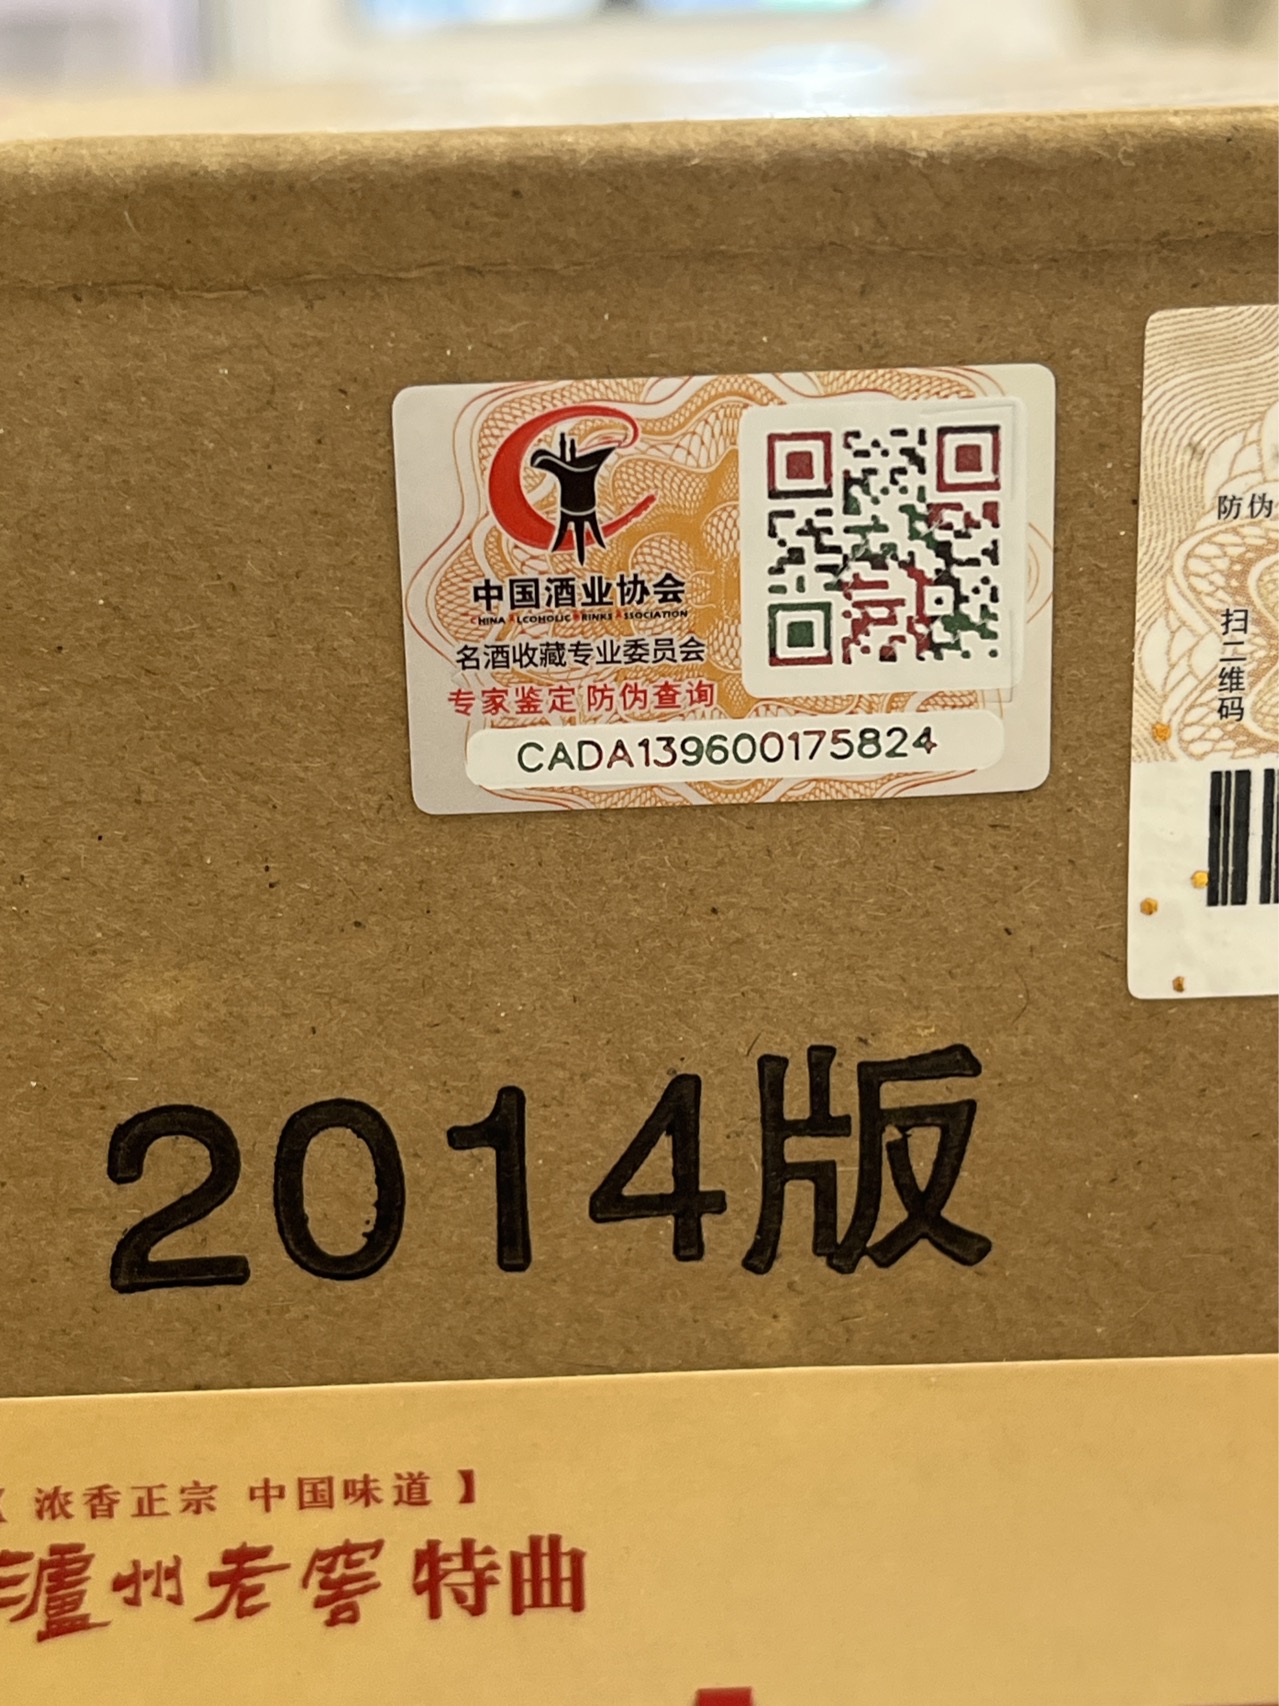 中国酒业协会
CHINA ALCOHOLIC DRINKS ASSOCIATION
名酒收藏专业委员会
专家鉴定 防伪查询
CADA139600175824
防伪
扫二维码
2014版
【 浓香正宗 中国味道 】
泸州老窖 特曲